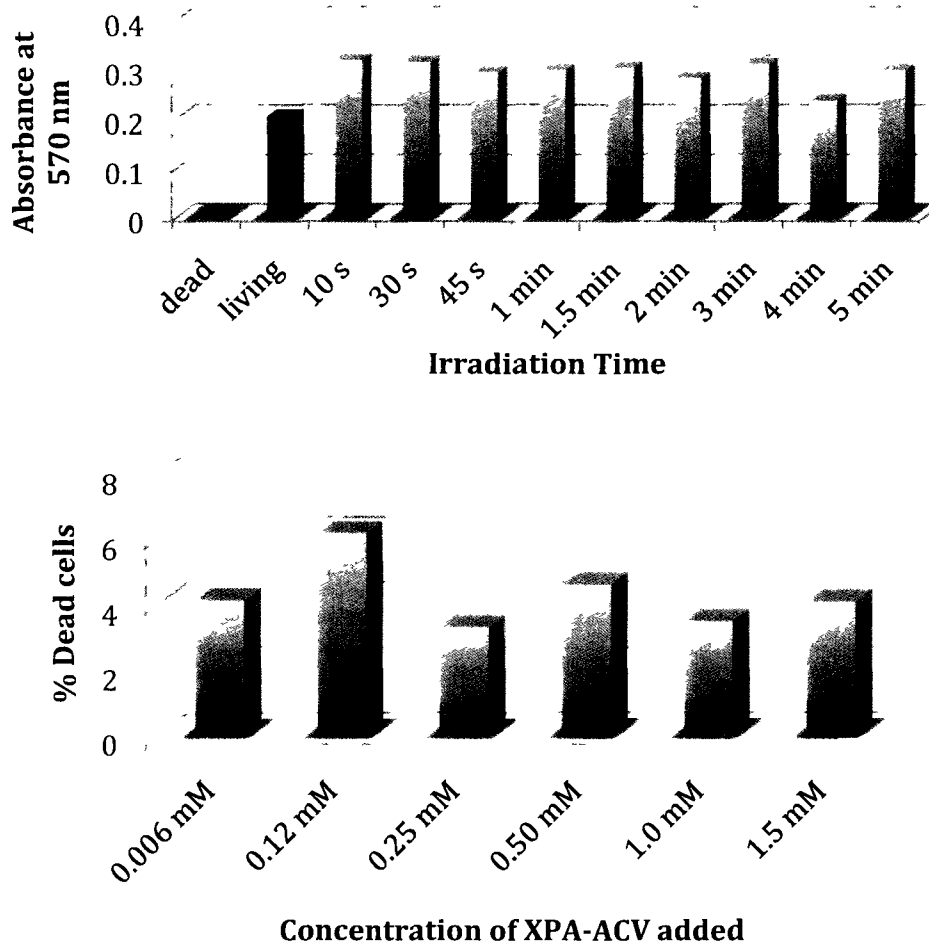 0.4
0.3
0.2
0.1
0
Absorbance at
570 nm
dead
living
10 s
30 s
45 s
1 min
1.5 min
2 min
3 min
4 min
5 min
Irradiation Time
8
6
4
2
0
% Dead cells
0.006 mM
0.12 mM
0.25 mM
0.50 mM
1.0 mM
1.5 mM
Concentration of XPA-ACV added